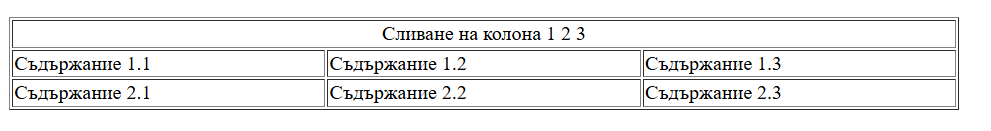 Сливане на колона 1 2 3
Съдържание 1.1 Съдържание 1.2 Съдържание 1.3
Съдържание 2.1 Съдържание 2.2 Съдържание 2.3